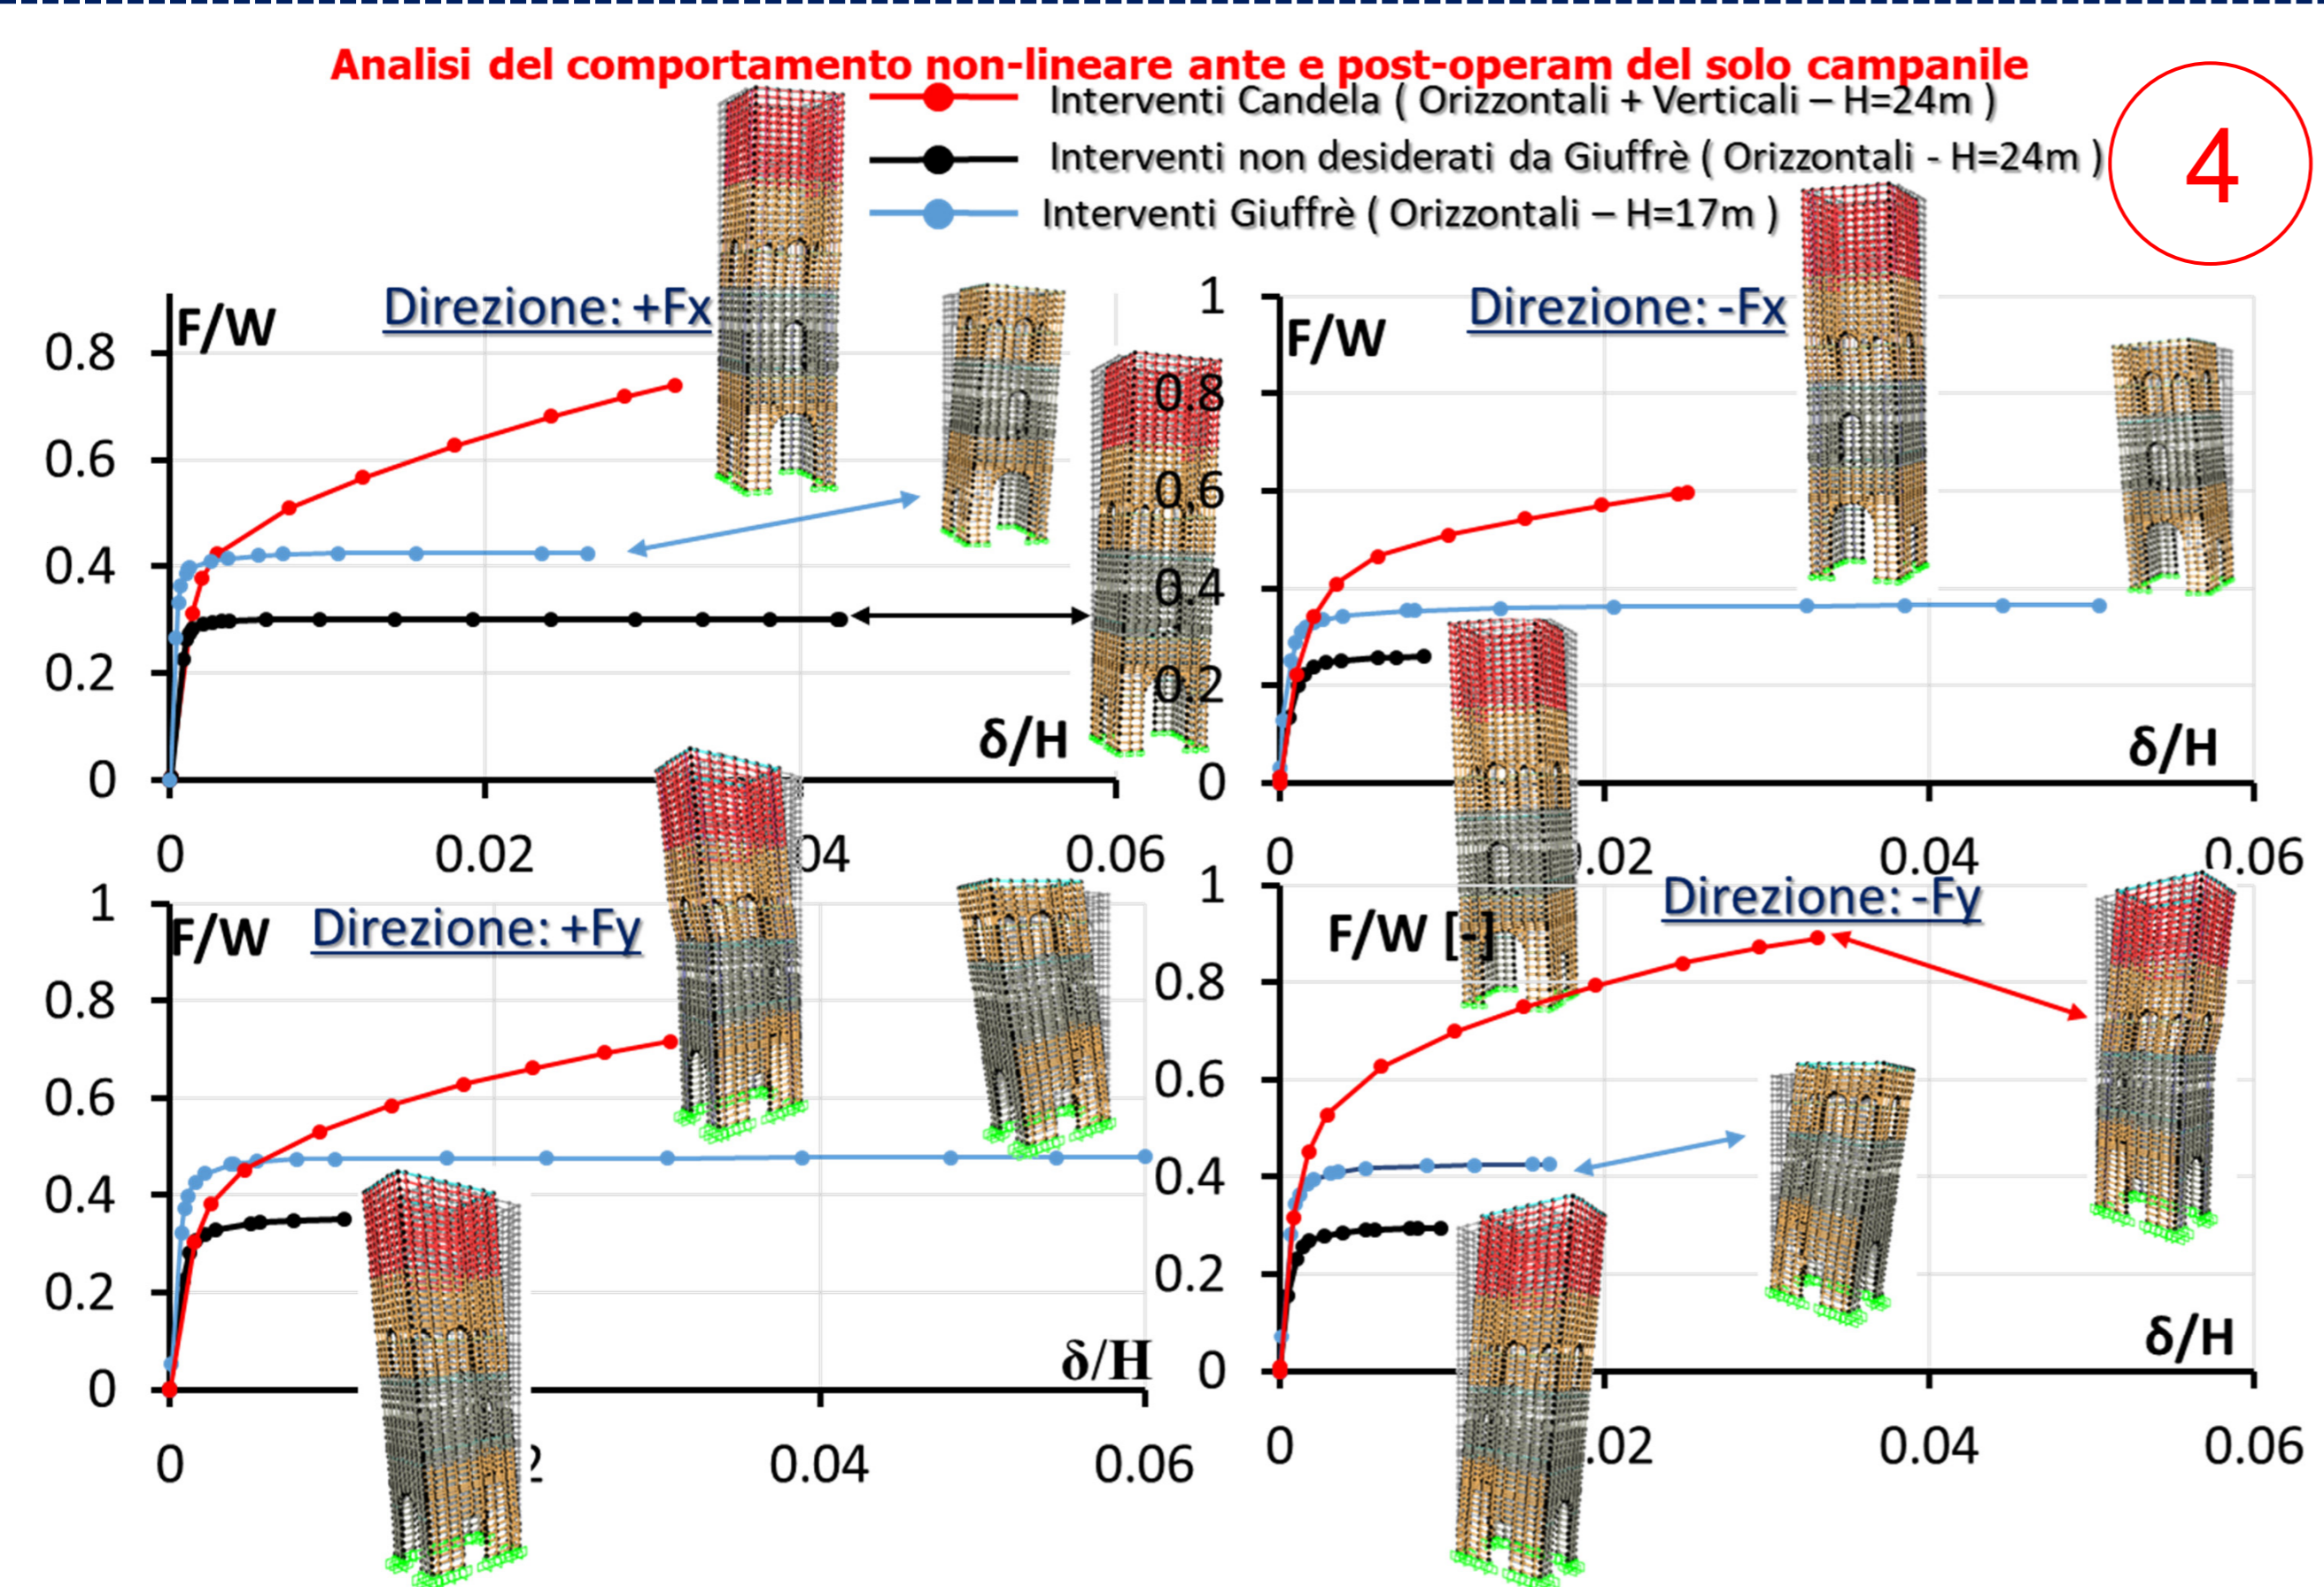 Analisi del comportamento non-lineare ante e post-operam del solo campanile
Interventi Candela ( Orizzontali + Verticali – H=24m )
Interventi non desiderati da Giuffrè ( Orizzontali - H=24m )
Interventi Giuffrè ( Orizzontali – H=17m )
4
Direzione: +Fx
F/W
0.8
0.6
0.4
0.2
0
δ/H
0
0.02
04
0.06
Direzione: -Fx
F/W
1
0.8
0.6
0.4
0.2
0
δ/H
0
.02
0.04
0.06
Direzione: +Fy
F/W
1
0.8
0.6
0.4
0.2
0
δ/H
0
2
0.04
0.06
Direzione: -Fy
F/W [-]
1
0.8
0.6
0.4
0.2
0
δ/H
0
.02
0.04
0.06